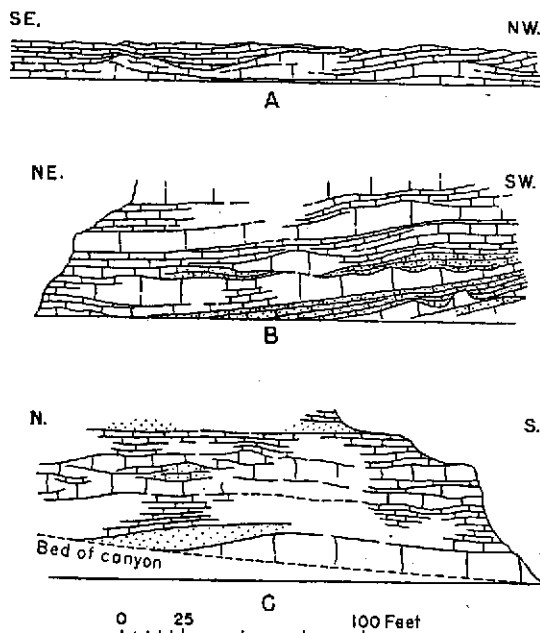 SE. NW.
A
NE. SW.
B
N. S.
Bed of canyon
C
0 25 100 Feet